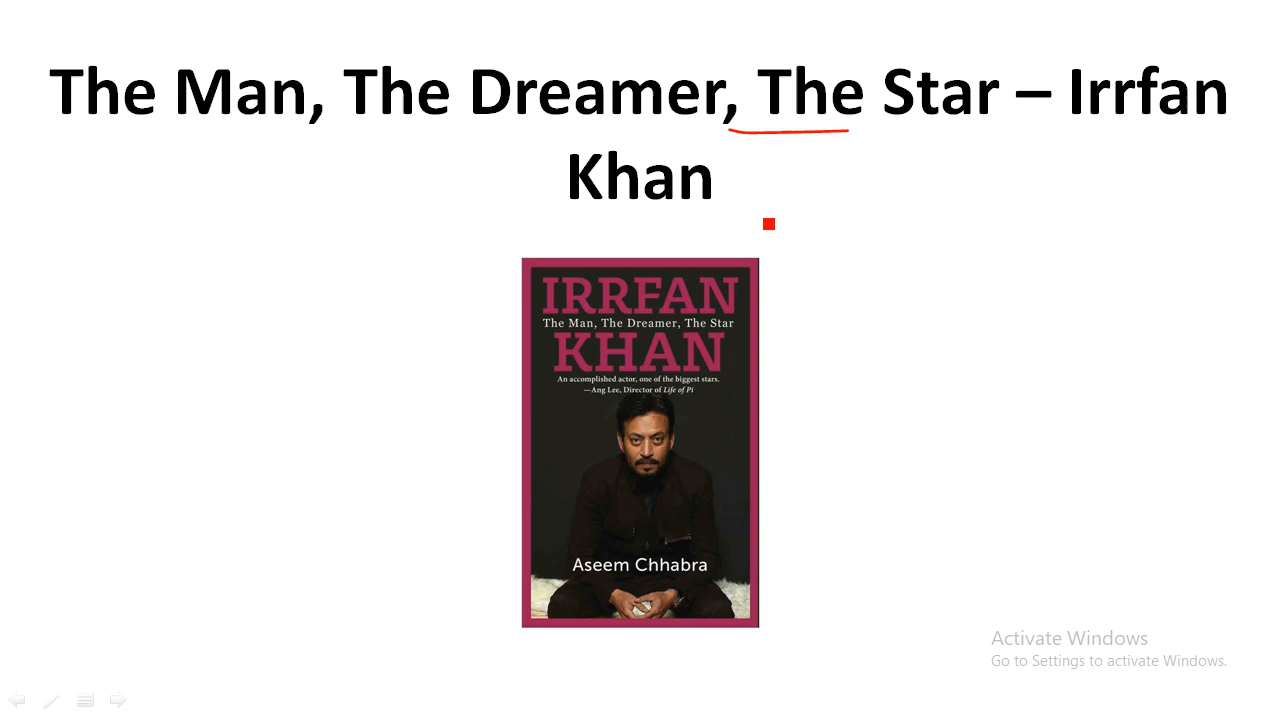 The Man, The Dreamer, The Star – Irrfan
Khan
IRRFAN
The Man, The Dreamer, The Star
KHAN
An accomplished actor, one of the biggest stars.
—Ang Lee, Director of Life of Pi
Aseem Chhabra
Activate Windows
Go to Settings to activate Windows.